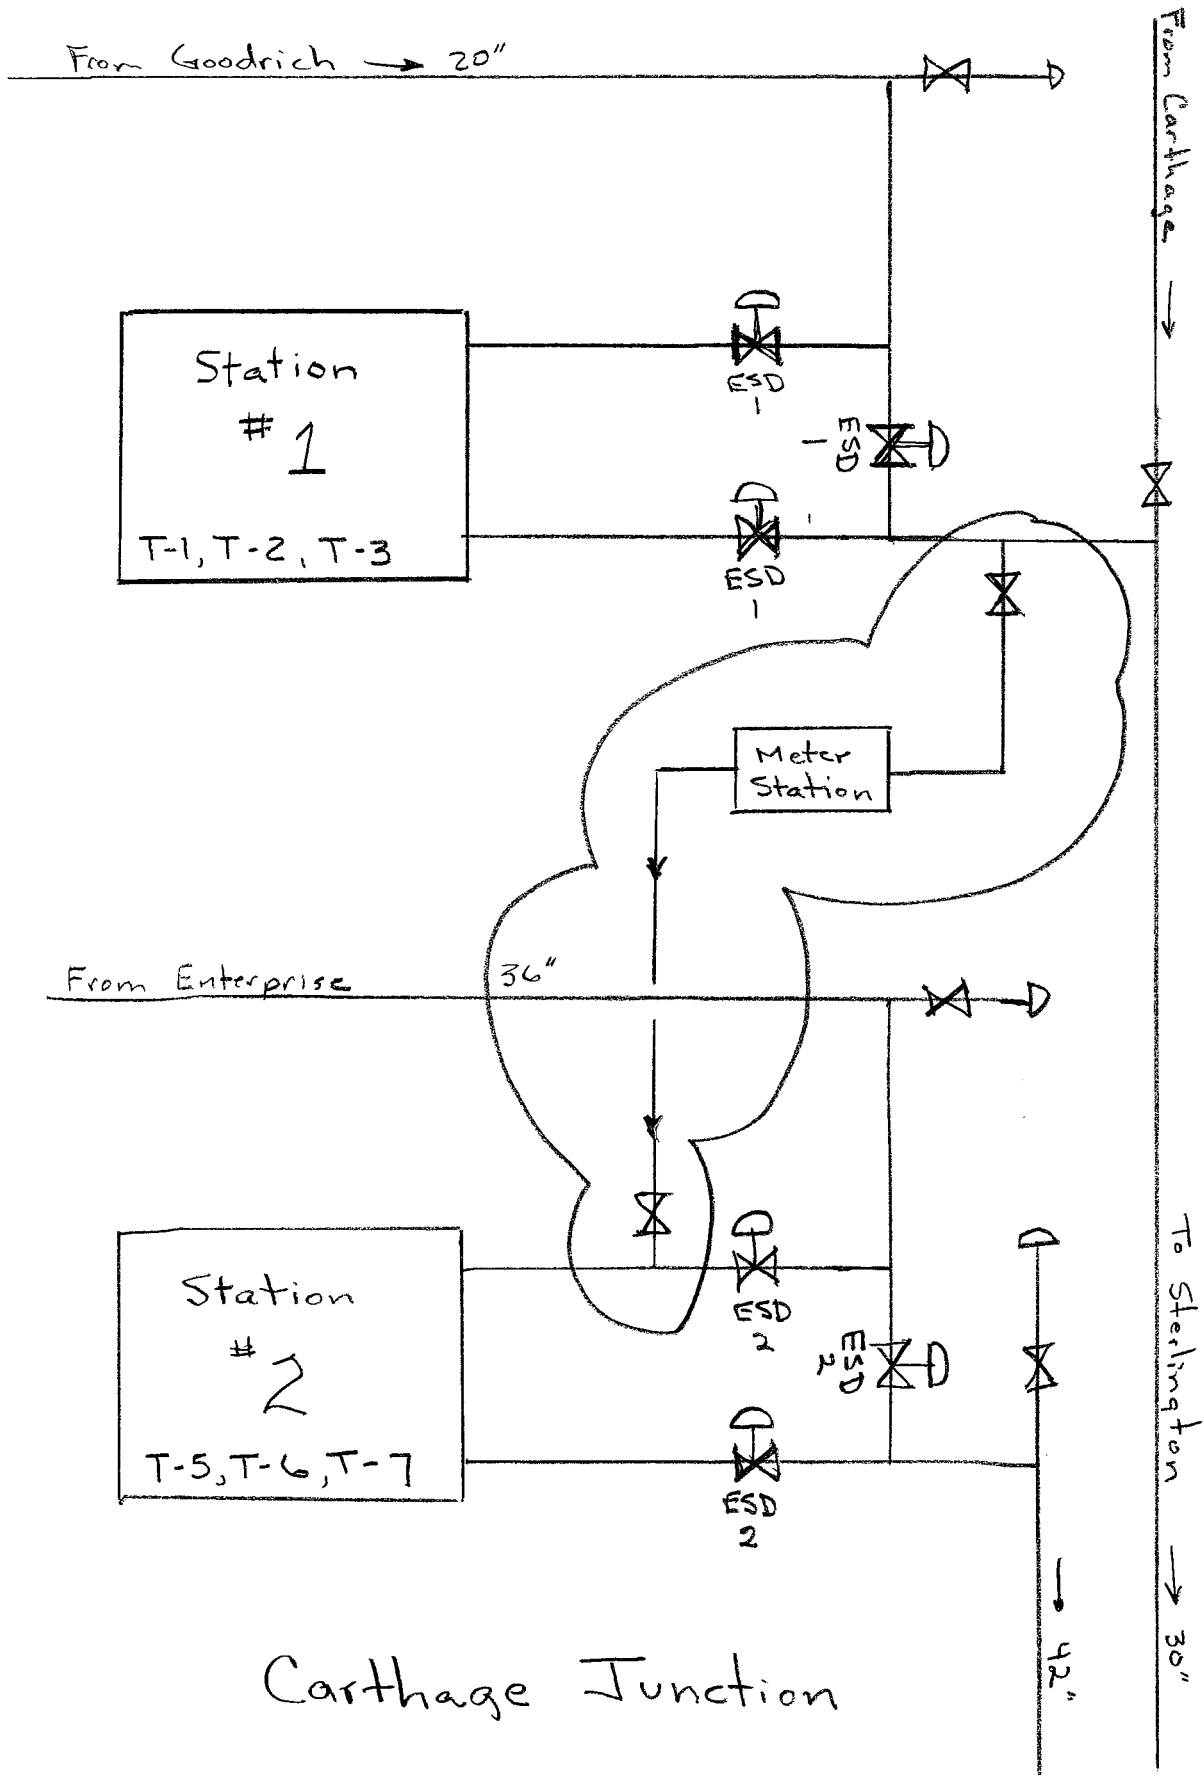 From Goodrich → 20"
From Carthage →
Station
# 1
T-1, T-2, T-3
ESD
1
ESD
1
ESD
1
Meter
Station
From Enterprise
36"
Station
# 2
T-5, T-6, T-7
ESD
2
ESD
2
ESD
2
To Sterlington → 30"
→ 42"
Carthage Junction